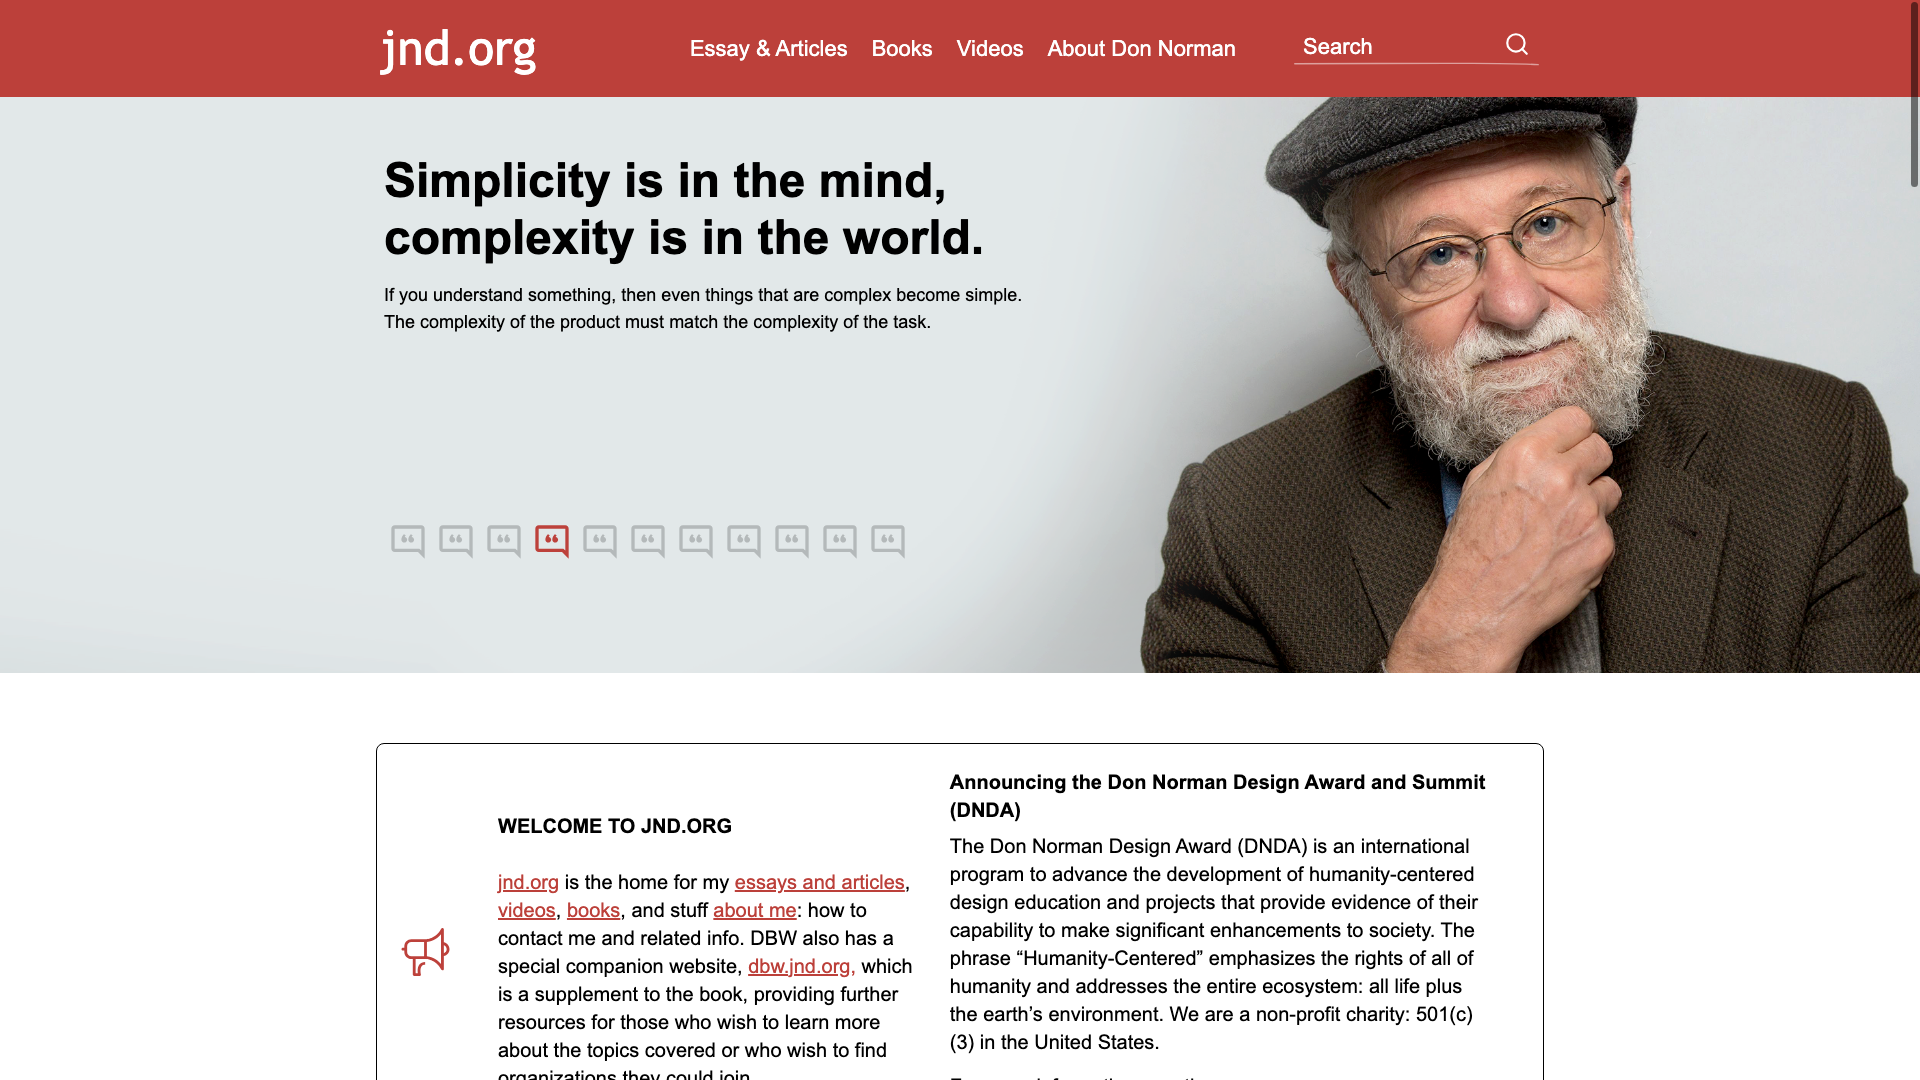 jnd.org
Essay & Articles
Books
Videos
About Don Norman
Search
Simplicity is in the mind,
complexity is in the world.
If you understand something, then even things that are complex become simple.
The complexity of the product must match the complexity of the task.
WELCOME TO JND.ORG
jnd.org is the home for my essays and articles,
videos, books, and stuff about me: how to
contact me and related info. DBW also has a
special companion website, dbw.jnd.org, which
is a supplement to the book, providing further
resources for those who wish to learn more
about the topics covered or who wish to find
organizations they could join.
Announcing the Don Norman Design Award and Summit
(DNDA)
The Don Norman Design Award (DNDA) is an international
program to advance the development of humanity-centered
design education and projects that provide evidence of their
capability to make significant enhancements to society. The
phrase “Humanity-Centered” emphasizes the rights of all of
humanity and addresses the entire ecosystem: all life plus
the earth’s environment. We are a non-profit charity: 501(c)
(3) in the United States.